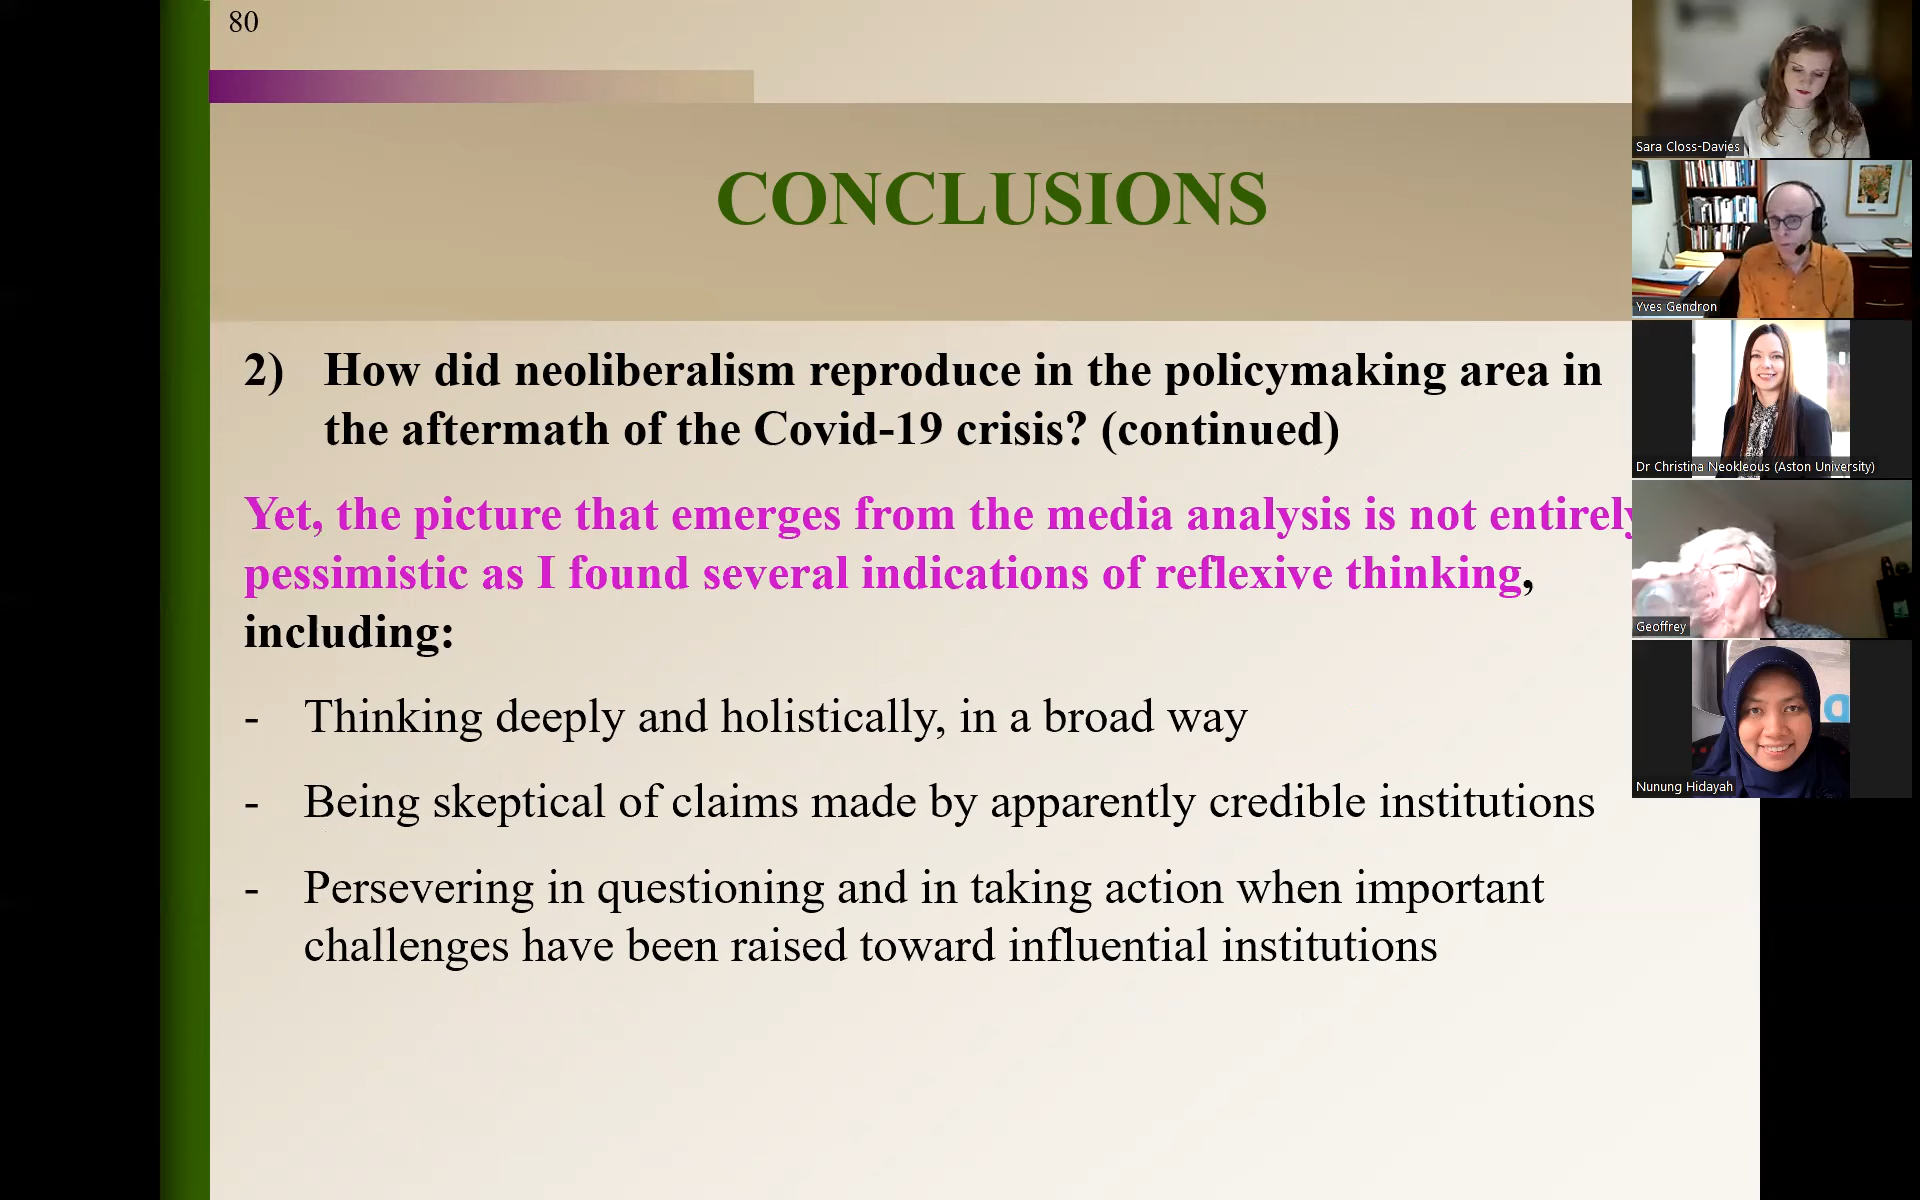 80
CONCLUSIONS
2) How did neoliberalism reproduce in the policymaking area in
the aftermath of the Covid-19 crisis? (continued)
Yet, the picture that emerges from the media analysis is not entirely
pessimistic as I found several indications of reflexive thinking,
including:
- Thinking deeply and holistically, in a broad way
- Being skeptical of claims made by apparently credible institutions
- Persevering in questioning and in taking action when important
challenges have been raised toward influential institutions
Sara Closs-Davies
Yves Gendron
Dr Christina Neokleous (Aston University)
Geoffrey
Nunung Hidayah